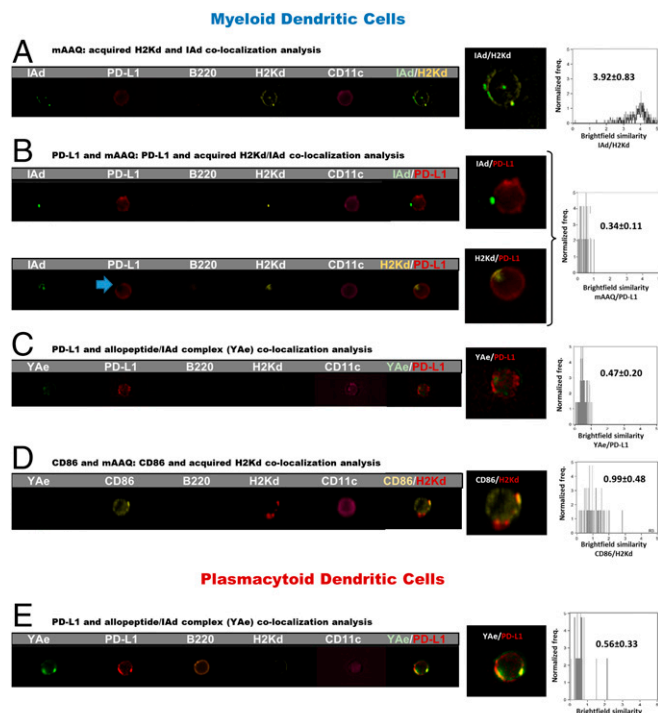 Myeloid Dendritic Cells
A
mAAQ: acquired H2Kd and IAd co-localization analysis
IAd PD-L1 B220 H2Kd CD11c IAd/H2Kd
IAd/H2Kd
Normalized freq.
3.92±0.83
Brightfield similarity
IAd/H2Kd
B
PD-L1 and mAAQ: PD-L1 and acquired H2Kd/IAd co-localization analysis
IAd PD-L1 B220 H2Kd CD11c IAd/PD-L1
IAd/PD-L1
IAd PD-L1 B220 H2Kd CD11c H2Kd/PD-L1
H2Kd/PD-L1
Normalized freq.
0.34±0.11
Brightfield similarity
mAAQ/PD-L1
C
PD-L1 and allopeptide/IAd complex (YAe) co-localization analysis
YAe PD-L1 B220 H2Kd CD11c YAe/PD-L1
YAe/PD-L1
Normalized freq.
0.47±0.20
Brightfield similarity
YAe/PD-L1
D
CD86 and mAAQ: CD86 and acquired H2Kd co-localization analysis
YAe CD86 B220 H2Kd CD11c CD86/H2Kd
CD86/H2Kd
Normalized freq.
0.99±0.48
Brightfield similarity
CD86/H2Kd
Plasmacytoid Dendritic Cells
E
PD-L1 and allopeptide/IAd complex (YAe) co-localization analysis
YAe PD-L1 B220 H2Kd CD11c YAe/PD-L1
YAe/PD-L1
Normalized freq.
0.56±0.33
Brightfield similarity
YAe/PD-L1